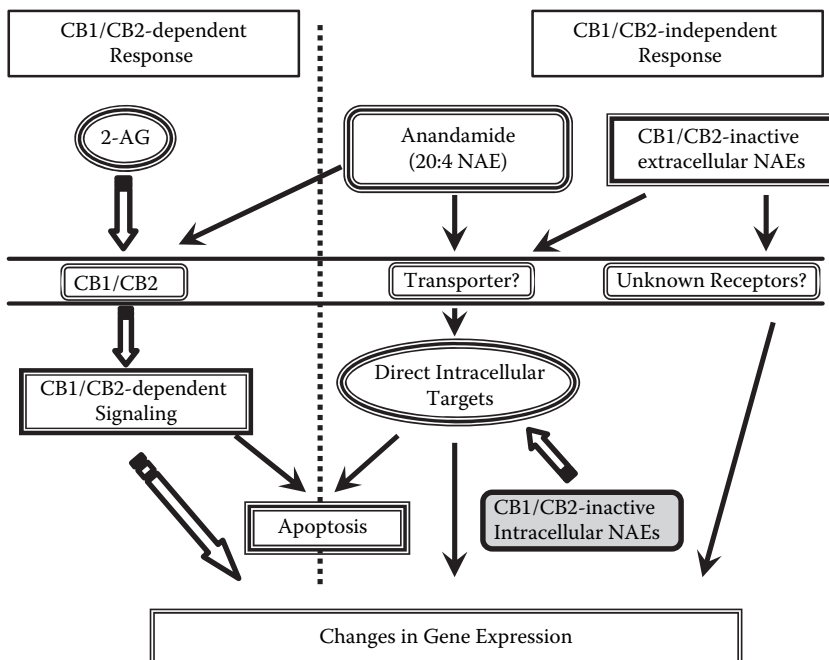 CB1/CB2-dependent
Response
CB1/CB2-independent
Response
2-AG
Anandamide
(20:4 NAE)
CB1/CB2-inactive
extracellular NAEs
CB1/CB2
Transporter?
Unknown Receptors?
CB1/CB2-dependent
Signaling
Direct Intracellular
Targets
Apoptosis
CB1/CB2-inactive
Intracellular NAEs
Changes in Gene Expression